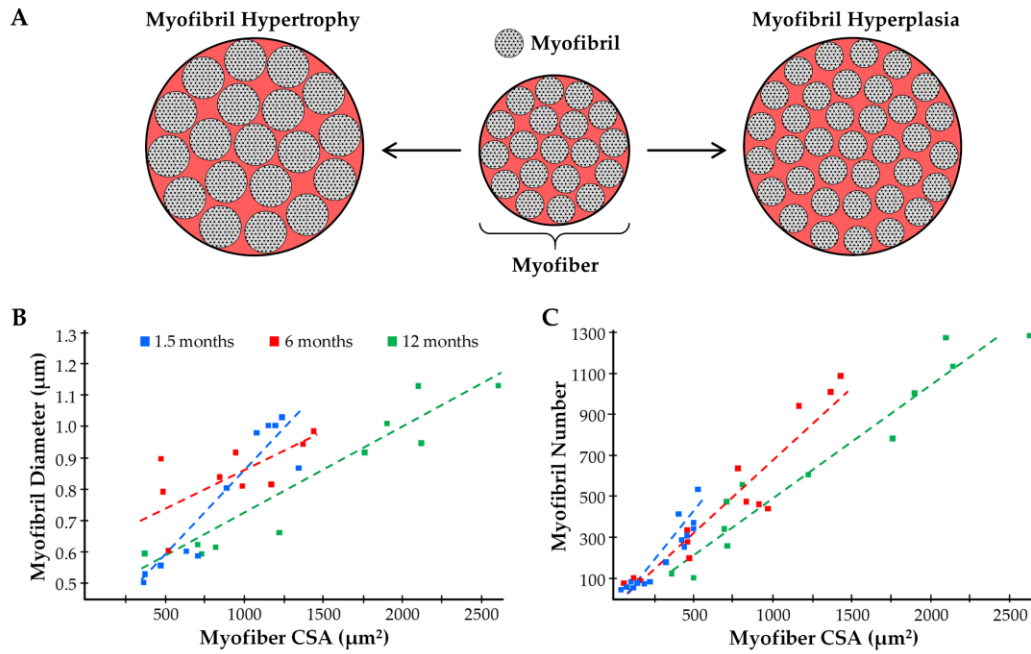 A
Myofibril Hypertrophy
Myofibril
Myofibril Hyperplasia
Myofiber
B
1.5 months
6 months
12 months
Myofibril Diameter (µm)
1.3
1.2
1.1
1.0
0.9
0.8
0.7
0.6
0.5
500 1000 1500 2000 2500
Myofiber CSA (µm²)
C
Myofibril Number
1300
1100
900
700
500
300
100
500 1000 1500 2000 2500
Myofiber CSA (µm²)